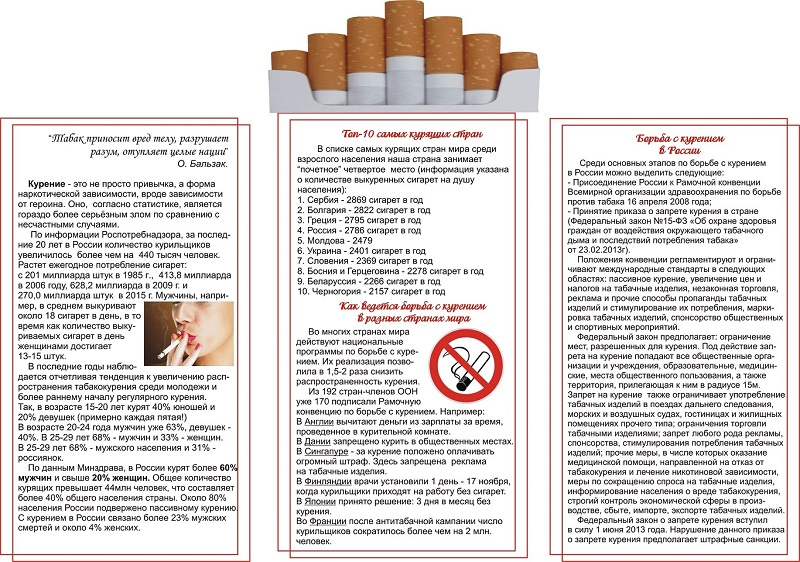 "Табак приносит вред телу, разрушает
разум, отупляет целые нации"
О. Бальзак.
Курение - это не просто привычка, а форма
наркотической зависимости, вроде зависимости
от героина. Оно, согласно статистике, является
гораздо более серьёзным злом по сравнению с
несчастными случаями.
По информации Роспотребнадзора, за послед-
ние 20 лет в России количество курильщиков
увеличилось более чем на 440 тысяч человек.
Растет ежегодное потребление сигарет:
с 201 миллиарда штук в 1985 г., 413,8 миллиарда
в 2006 году, 628,2 миллиарда в 2009 г. и
270,0 миллиарда штук в 2015 г. Мужчины, напри-
мер, в среднем выкуривают
около 18 сигарет в день, в то
время как количество выку-
риваемых сигарет в день
женщинами достигает
13-15 штук.
В последние годы наблю-
дается отчетливая тенденция к увеличению расп-
ространения табакокурения среди молодежи и
более раннему началу регулярного курения.
Так, в возрасте 15-20 лет курят 40% юношей и
20% девушек (примерно каждая пятая!)
В возрасте 20-24 года мужчин уже 63%, девушек -
40%. В 25-29 лет 68% - мужчин и 33% - женщин.
В 25-29 лет 68% - мужского населения и 31% -
россиянок.
По данным Минздрава, в России курят более 60%
мужчин и свыше 20% женщин. Общее количество
курящих превышает 44млн человек, что составляет
более 40% общего населения страны. Около 80%
населения России подвержено пассивному курению.
С курением в России связано более 23% мужских
смертей и около 4% женских.
Топ-10 самых курящих стран
В списке самых курящих стран мира среди
взрослого населения наша страна занимает
"почетное" четвертое место (информация указана
о количестве выкуренных сигарет на душу
населения):
1. Сербия - 2869 сигарет в год
2. Болгария - 2822 сигарет в год
3. Греция - 2795 сигарет в год
4. Россия - 2786 сигарет в год
5. Молдова - 2479
6. Украина - 2401 сигарет в год
7. Словения - 2369 сигарет в год
8. Босния и Герцеговина - 2278 сигарет в год
9. Беларуссия - 2266 сигарет в год
10. Черногория - 2157 сигарет в год
Как ведется борьба с курением
в разных странах мира
Во многих странах мира
действуют национальные
программы по борьбе с куре-
нием. Их реализация позво-
лила в 1,5-2 раза снизить
распространенность курения.
Из 192 стран-членов ООН
уже 170 подписали Рамочную
конвенцию по борьбе с курением. Например:
В Англии вычитают деньги из зарплаты за время,
проведенное в курительной комнате.
В Дании запрещено курить в общественных местах.
В Сингапуре - за курение положено оплачивать
огромный штраф. Здесь запрещена реклама
на табачные изделия.
В Финляндии врачи установили 1 день - 17 ноября,
когда курильщики приходят на работу без сигарет.
В Японии принято решение: 3 дня в месяц без
курения.
Во Франции после антитабачной кампании число
курильщиков сократилось более чем на 2 млн.
человек.
Борьба с курением
в России
Среди основных этапов по борьбе с курением
в России можно выделить следующие:
- Присоединение России к Рамочной конвенции
Всемирной организации здравоохранения по борьбе
против табака 16 апреля 2008 года;
- Принятие приказа о запрете курения в стране
(Федеральный закон №15-ФЗ «Об охране здоровья
граждан от воздействия окружающего табачного
дыма и последствий потребления табака»
от 23.02.2013г).
Положения конвенции регламентируют и ограни-
чивают международные стандарты в следующих
областях: пассивное курение, увеличение цен и
налогов на табачные изделия, незаконная торговля,
реклама и прочие способы пропаганды табачных
изделий и стимулирование их потребления, марки-
ровка табачных изделий, спонсорство общественных
и спортивных мероприятий.
Федеральный закон предполагает: ограничение
мест, разрешенных для курения. Под действие зап-
рета на курение попадают все общественные орга-
низации и учреждения, образовательные, медицин-
ские, места общественного пользования, а также
территория, прилегающая к ним в радиусе 15м.
Запрет на курение также ограничивает употребление
табачных изделий в поездах дальнего следования,
морских и воздушных судах, гостиницах и жилищных
помещениях прочего типа; ограничения торговли
табачными изделиями; запрет любого рода рекламы,
спонсорства, стимулирования потребления табачных
изделий; прочие меры, в числе которых оказание
медицинской помощи, направленной на отказ от
табакокурения и лечение никотиновой зависимости,
меры по сокращению спроса на табачные изделия,
информирование населения о вреде табакокурения,
строгий контроль экономической сферы в произ-
водстве, сбыте, импорте, экспорте табачных изделий.
Федеральный закон о запрете курения вступил
в силу 1 июня 2013 года. Нарушение данного приказа
о запрете курения предполагает штрафные санкции.